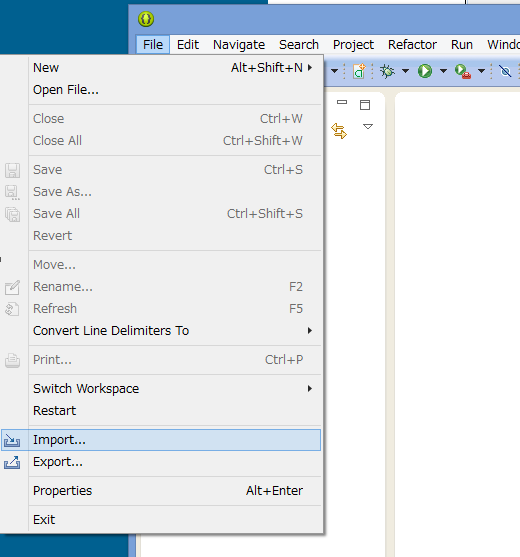 File Edit Navigate Search Project Refactor Run
New Alt+Shift+N
Open File...
Close Ctrl+W
Close All Ctrl+Shift+W
Save Ctrl+S
Save As...
Save All Ctrl+Shift+S
Revert
Move...
Rename... F2
Refresh F5
Convert Line Delimiters To
Print... Ctrl+P
Switch Workspace
Restart
Import...
Export...
Properties Alt+Enter
Exit